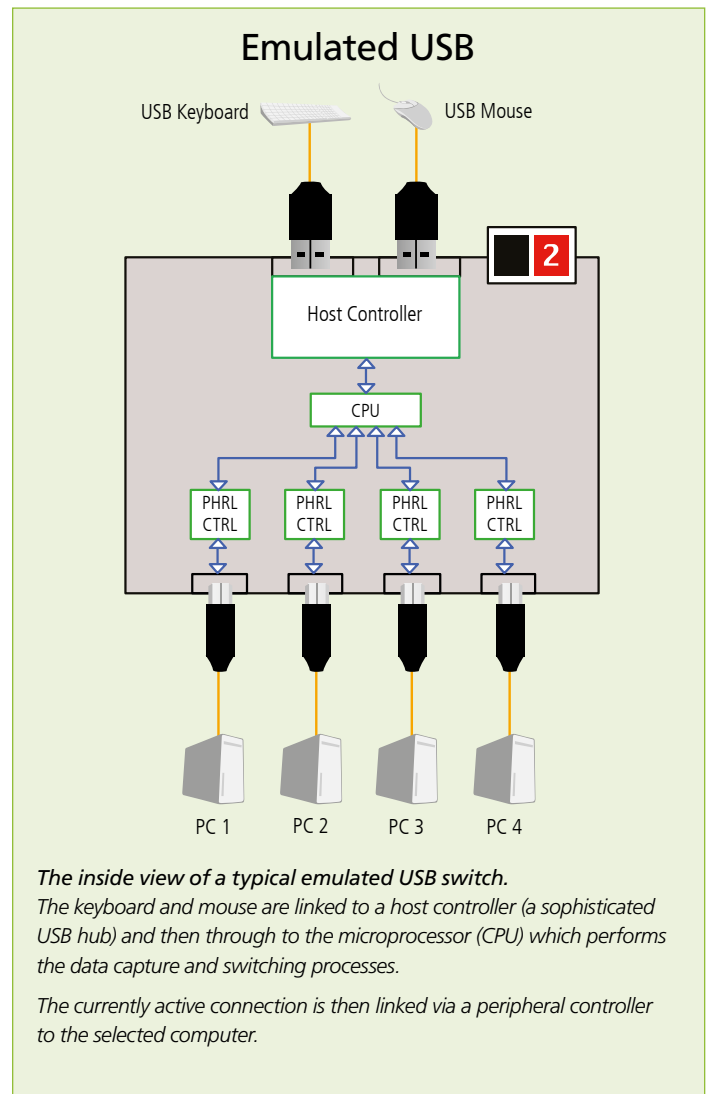 Emulated USB
USB Keyboard
USB Mouse
2
Host Controller
CPU
PHRL
CTRL
PHRL
CTRL
PHRL
CTRL
PHRL
CTRL
PC 1
PC 2
PC 3
PC 4
The inside view of a typical emulated USB switch.
The keyboard and mouse are linked to a host controller (a sophisticated
USB hub) and then through to the microprocessor (CPU) which performs
the data capture and switching processes.
The currently active connection is then linked via a peripheral controller
to the selected computer.